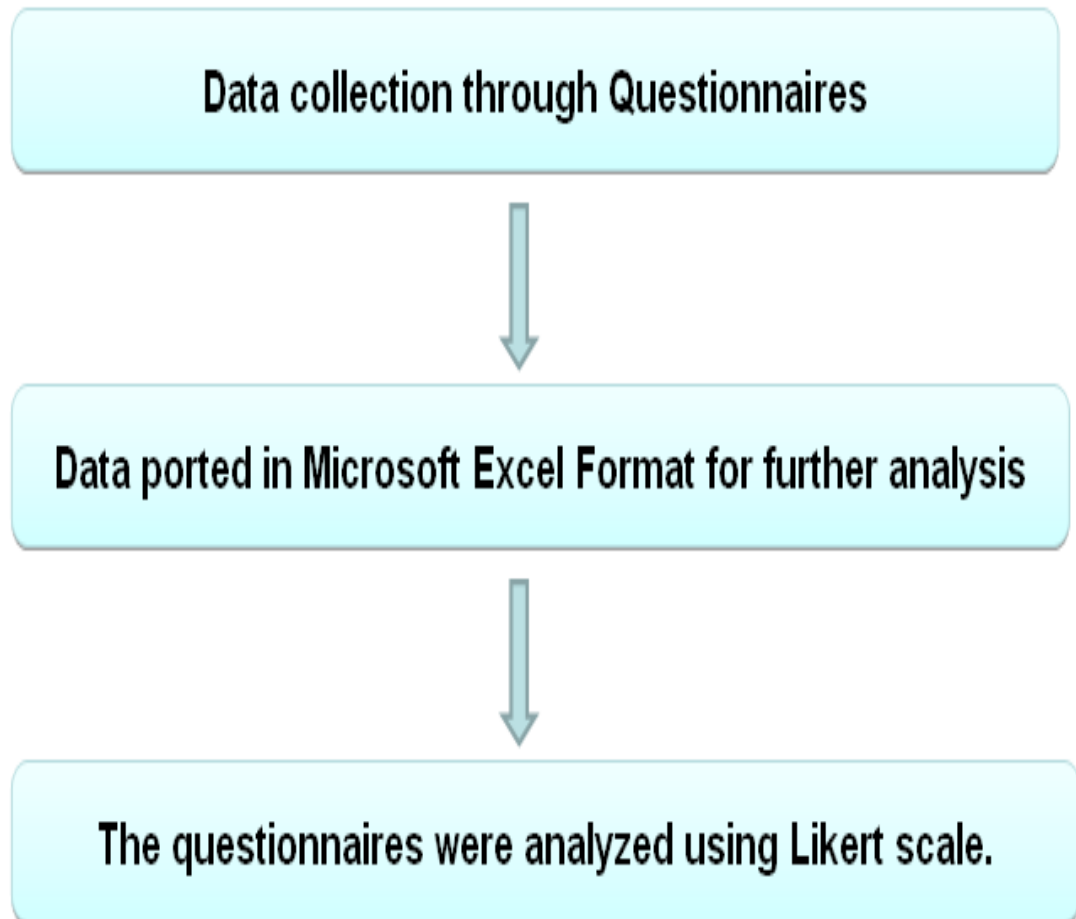 Data collection through Questionnaires
Data ported in Microsoft Excel Format for further analysis
The questionnaires were analyzed using Likert scale.